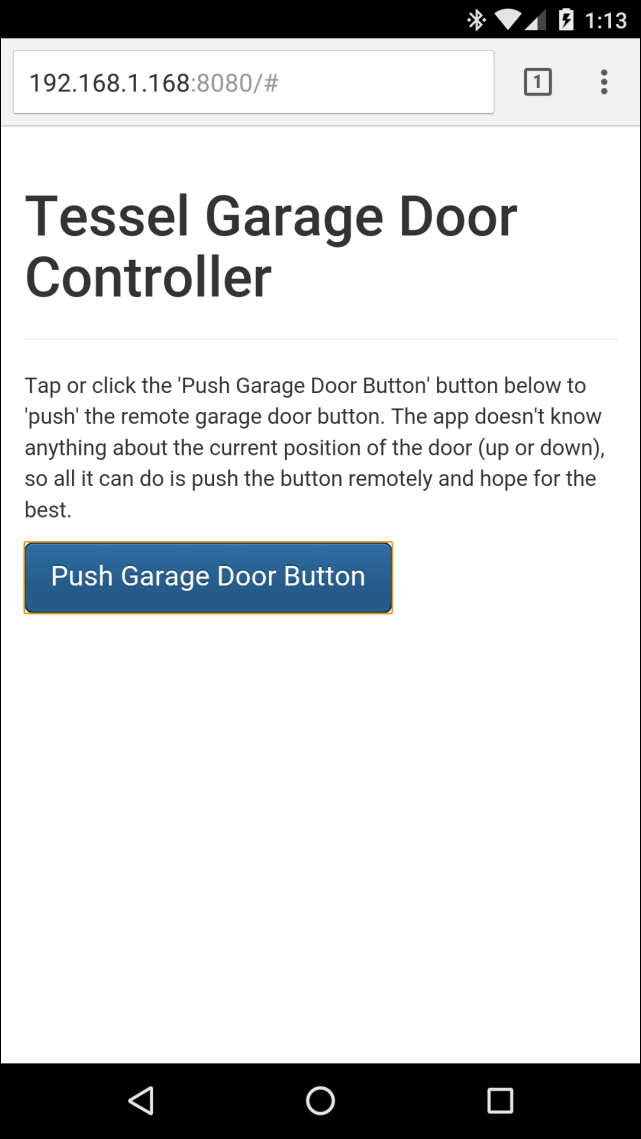 1:13
192.168.1.168:8080/#
1
Tessel Garage Door
Controller
Tap or click the 'Push Garage Door Button' button below to
'push' the remote garage door button. The app doesn't know
anything about the current position of the door (up or down),
so all it can do is push the button remotely and hope for the
best.
Push Garage Door Button